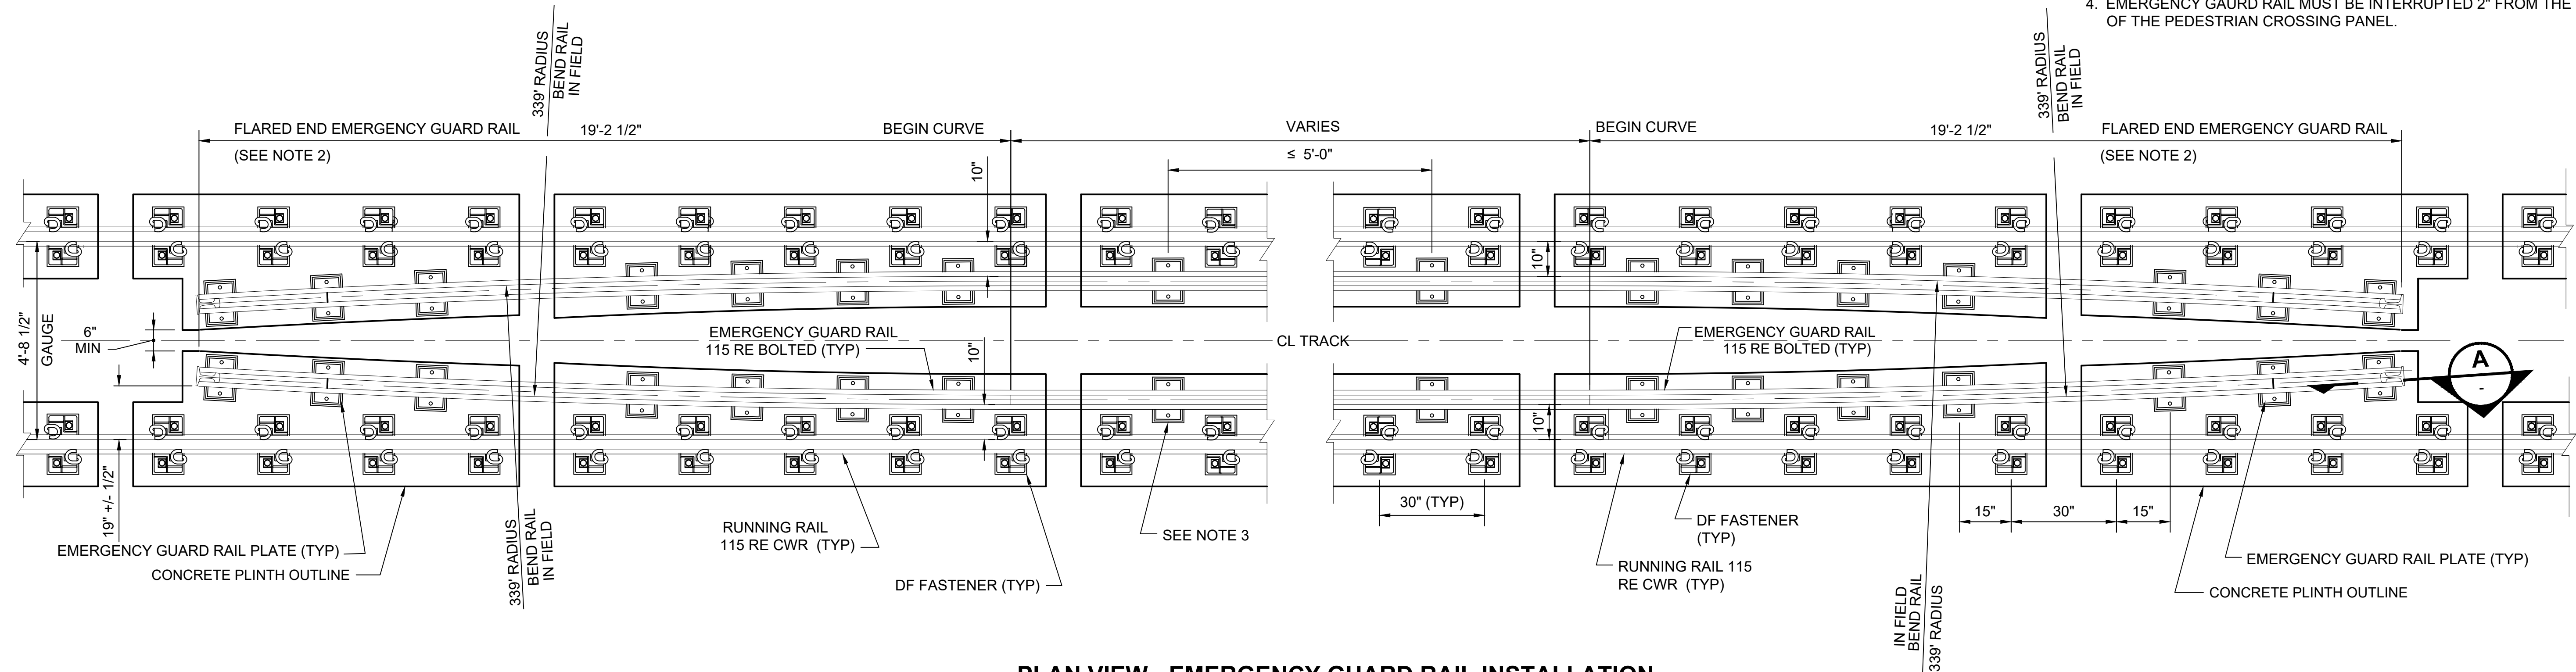 4. EMERGENCY GAURD RAIL MUST BE INTERRUPTED 2" FROM THE
OF THE PEDESTRIAN CROSSING PANEL.
339' RADIUS
BEND RAIL
IN FIELD
339' RADIUS
BEND RAIL
IN FIELD
FLARED END EMERGENCY GUARD RAIL
(SEE NOTE 2)
19'-2 1/2"
BEGIN CURVE
VARIES
≤ 5'-0"
BEGIN CURVE
19'-2 1/2"
FLARED END EMERGENCY GUARD RAIL
(SEE NOTE 2)
10"
10"
4'-8 1/2"
GAUGE
6"
MIN
EMERGENCY GUARD RAIL
115 RE BOLTED (TYP)
10"
CL TRACK
EMERGENCY GUARD RAIL
115 RE BOLTED (TYP)
10"
A
-
19" +/- 1/2"
EMERGENCY GUARD RAIL PLATE (TYP)
CONCRETE PLINTH OUTLINE
339' RADIUS
BEND RAIL
IN FIELD
RUNNING RAIL
115 RE CWR (TYP)
DF FASTENER (TYP)
SEE NOTE 3
30" (TYP)
DF FASTENER
(TYP)
RUNNING RAIL 115
RE CWR (TYP)
IN FIELD
BEND RAIL
339' RADIUS
15"
30"
15"
EMERGENCY GUARD RAIL PLATE (TYP)
CONCRETE PLINTH OUTLINE
PLAN VIEW - EMERGENCY GUARD RAIL INSTALLATION